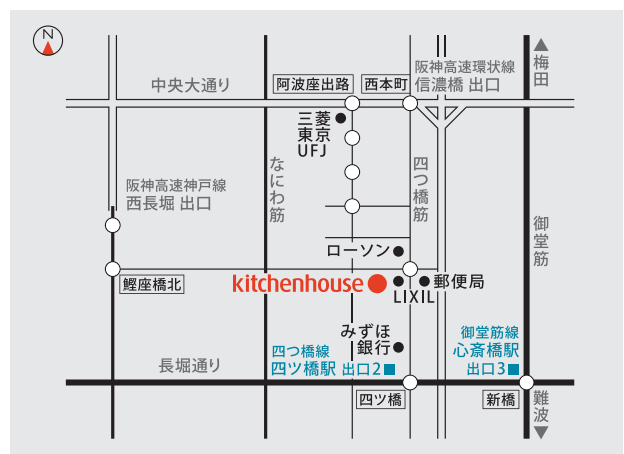 N
▲梅田
阪神高速環状線
信濃橋 出口
中央大通り
阿波座出路
西本町
三菱
東京
UFJ
なにわ筋
四つ橋筋
阪神高速神戸線
西長堀 出口
御堂筋
ローソン
鰹座橋北
kitchenhouse
郵便局
LIXIL
みずほ
銀行
御堂筋線
心斎橋駅
出口3
四つ橋線
四ツ橋駅 出口2
長堀通り
四ツ橋
新橋
難波▼